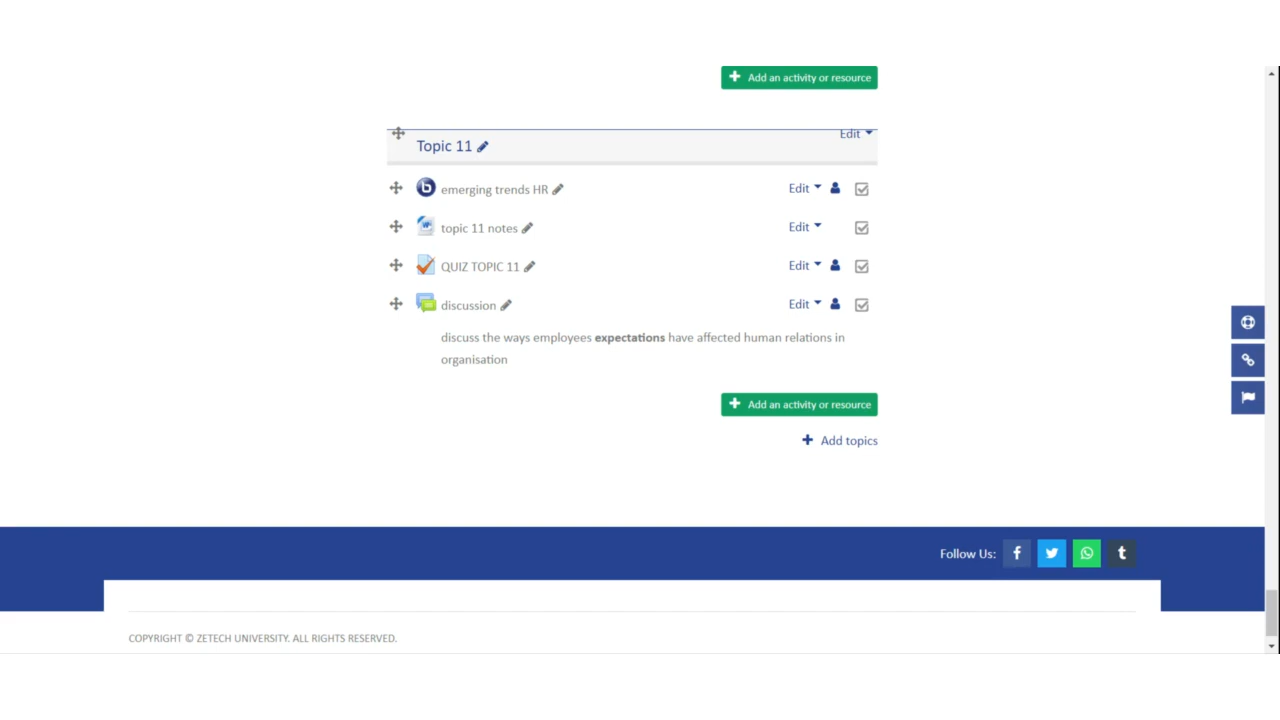 Add an activity or resource
Edit
Topic 11
emerging trends HR Edit
topic 11 notes Edit
QUIZ TOPIC 11 Edit
discussion Edit
discuss the ways employees expectations have affected human relations in
organisation
Add an activity or resource
Add topics
Follow Us:
COPYRIGHT © ZETECH UNIVERSITY. ALL RIGHTS RESERVED.